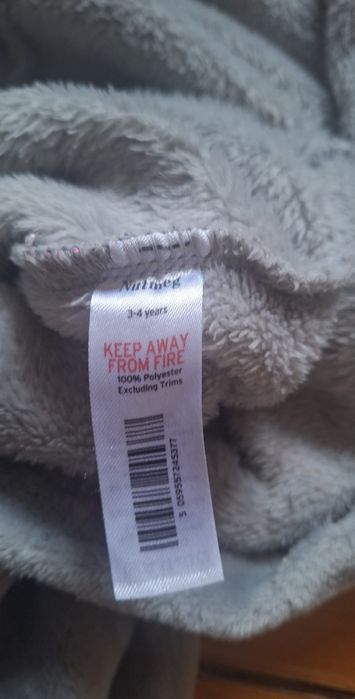 Nutmeg
3-4 years
KEEP AWAY
FROM FIRE
100% Polyester
Excluding Trims
5 059557 245377